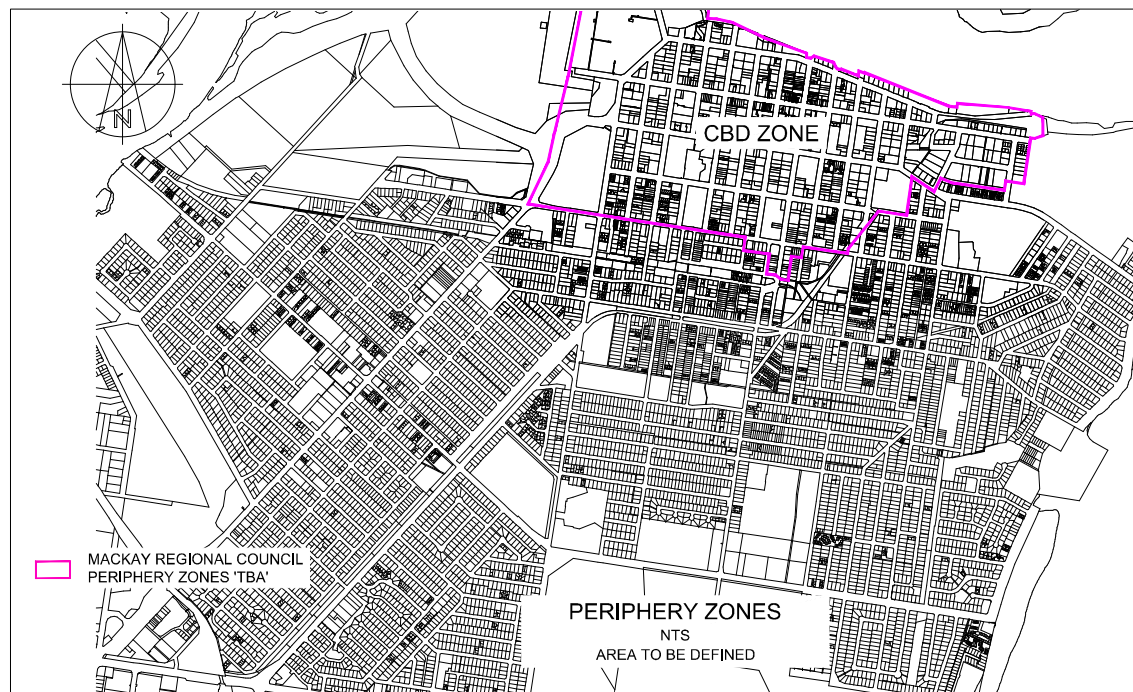 N
CBD ZONE
MACKAY REGIONAL COUNCIL
PERIPHERY ZONES 'TBA'
PERIPHERY ZONES
NTS
AREA TO BE DEFINED